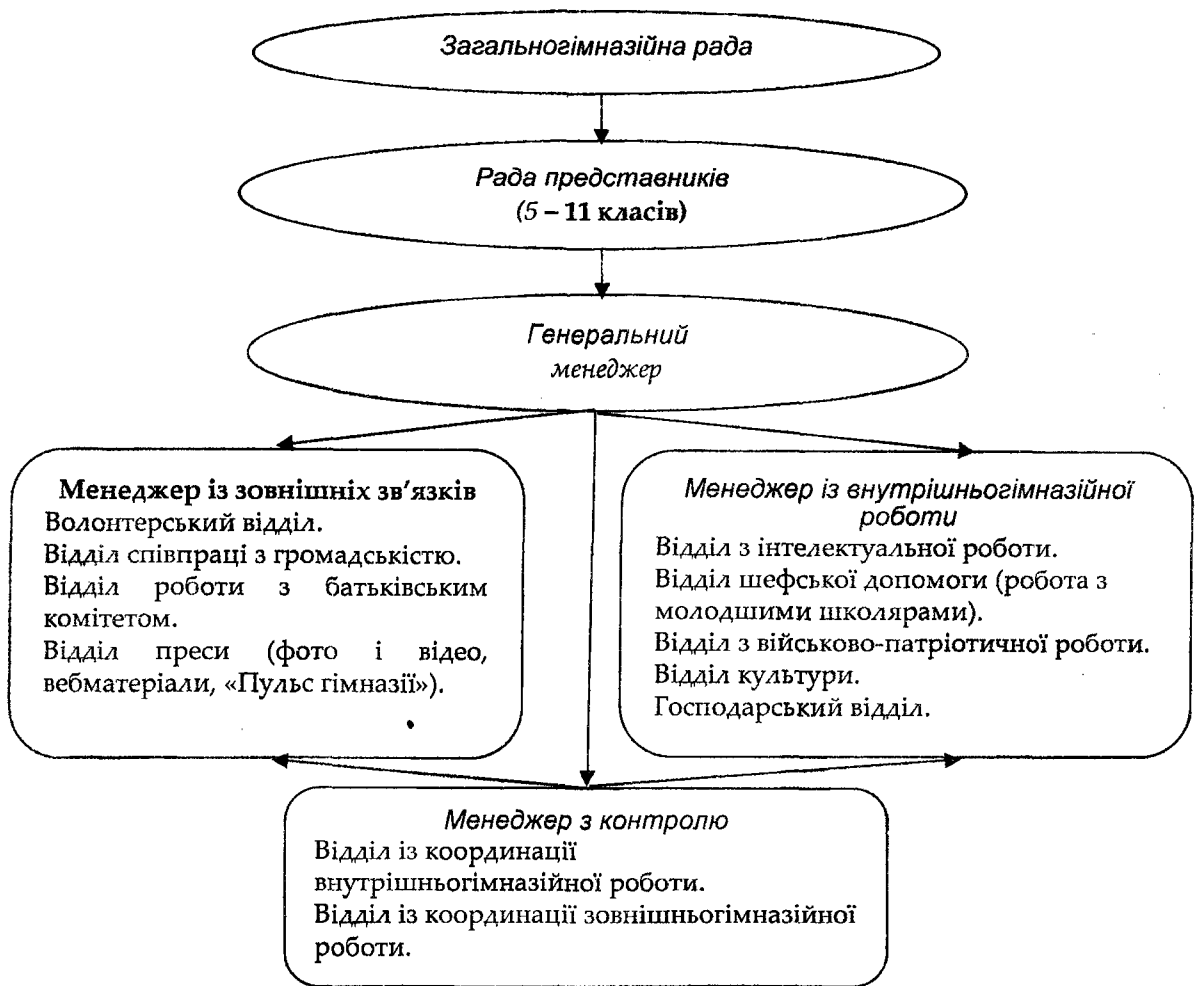 Загальногімназійна рада
Рада представників
(5 – 11 класів)
Генеральний
менеджер
Менеджер із зовнішніх зв'язків
Волонтерський відділ.
Відділ співпраці з громадськістю.
Відділ роботи з батьківським
комітетом.
Відділ преси (фото і відео,
вебматеріали, «Пульс гімназії»).
Менеджер із внутрішньогімназійної
роботи
Відділ з інтелектуальної роботи.
Відділ шефської допомоги (робота з
молодшими школярами).
Відділ з військово-патріотичної роботи.
Відділ культури.
Господарський відділ.
Менеджер з контролю
Відділ із координації
внутрішньогімназійної роботи.
Відділ із координації зовнішньогімназійної
роботи.